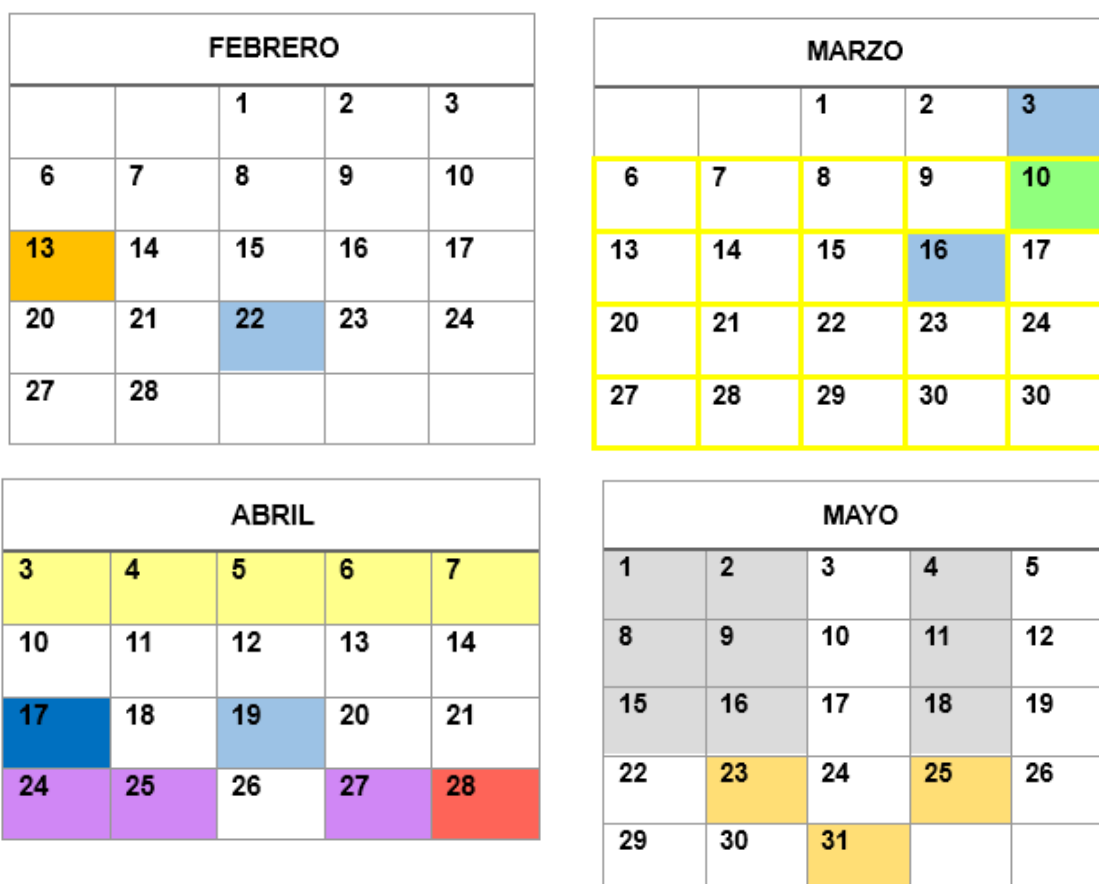 FEBRERO
1 2 3
6 7 8 9 10
13 14 15 16 17
20 21 22 23 24
27 28
MARZO
1 2 3
6 7 8 9 10
13 14 15 16 17
20 21 22 23 24
27 28 29 30 30
ABRIL
3 4 5 6 7
10 11 12 13 14
17 18 19 20 21
24 25 26 27 28
MAYO
1 2 3 4 5
8 9 10 11 12
15 16 17 18 19
22 23 24 25 26
29 30 31